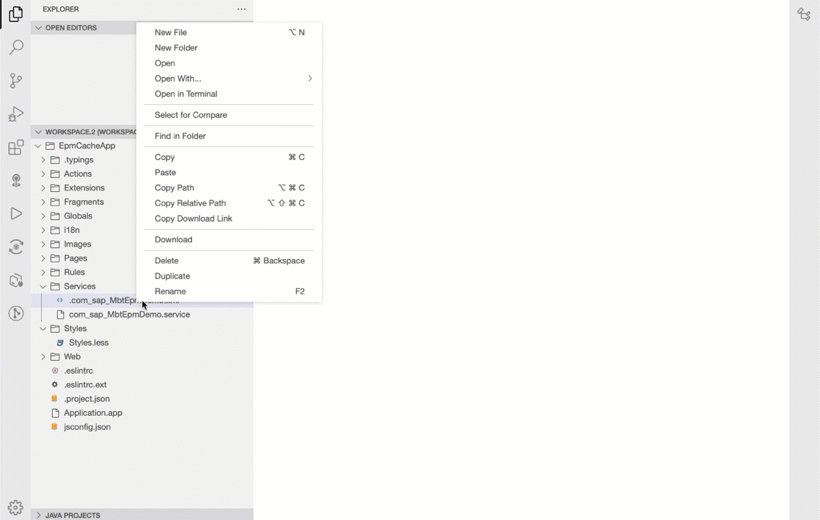 EXPLORER
OPEN EDITORS
New File ⌥ N
New Folder
Open
Open With...
Open in Terminal
Select for Compare
Find in Folder
Copy ⌘ C
Paste
Copy Path ⌥ ⌘ C
Copy Relative Path ⌥ ⇧ ⌘ C
Copy Download Link
Download
Delete ⌘ Backspace
Duplicate
Rename F2
WORKSPACE.2
EpmCacheApp
.typings
Actions
Extensions
Fragments
Globals
i18n
Images
Pages
Rules
Services
com_sap_MbtEpmDemo.service
Styles
Styles.less
Web
.eslintrc
.eslintrc.ext
.project.json
Application.app
jsconfig.json
JAVA PROJECTS